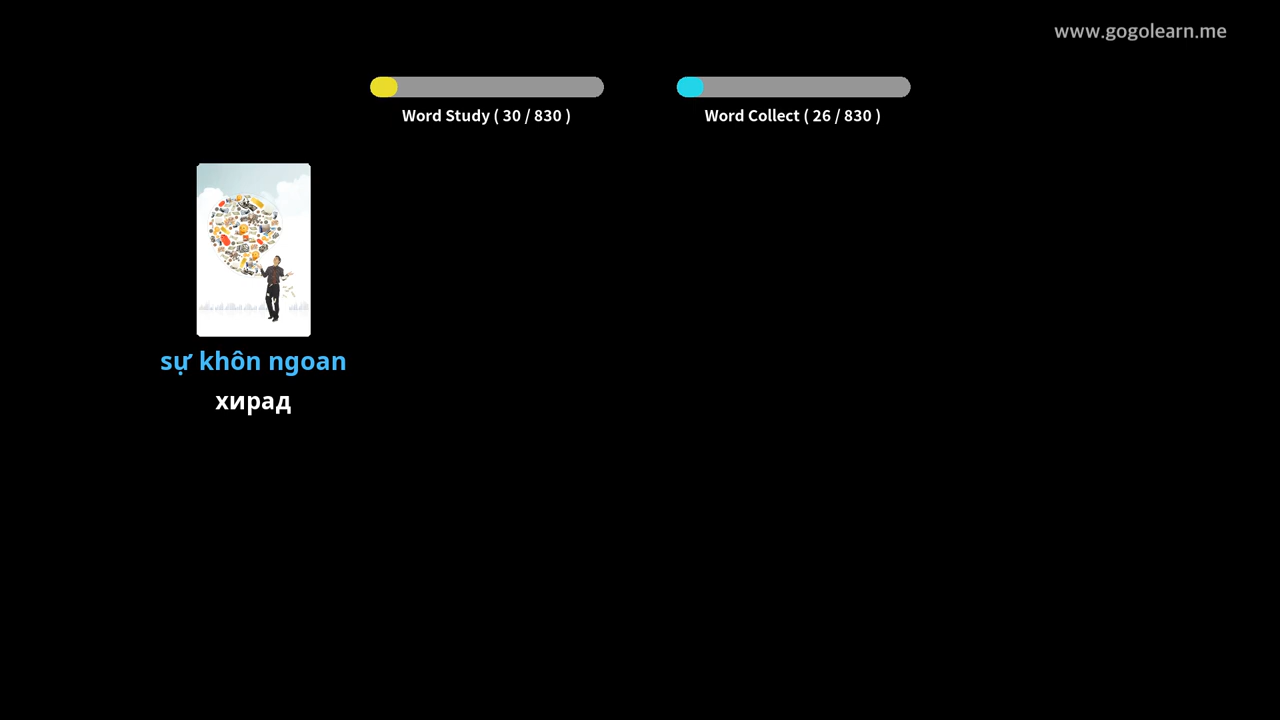 www.gogolearn.me
Word Study ( 30 / 830 )
Word Collect ( 26 / 830 )
sự khôn ngoan
хирад